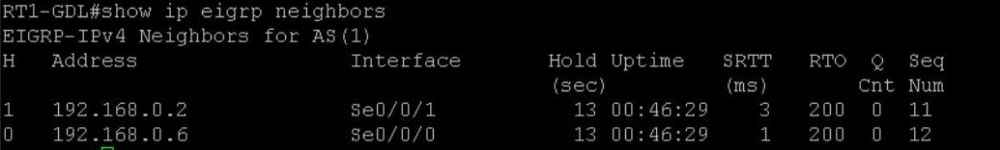 RT1-GDL#show ip eigrp neighbors
EIGRP-IPv4 Neighbors for AS(1)
H   Address                 Interface       Hold Uptime   SRTT   RTO  Q  Seq
                                            (sec)         (ms)       Cnt Num
1   192.168.0.2             Se0/0/1           13 00:46:29    3   200  0  11
0   192.168.0.6             Se0/0/0           13 00:46:29    1   200  0  12